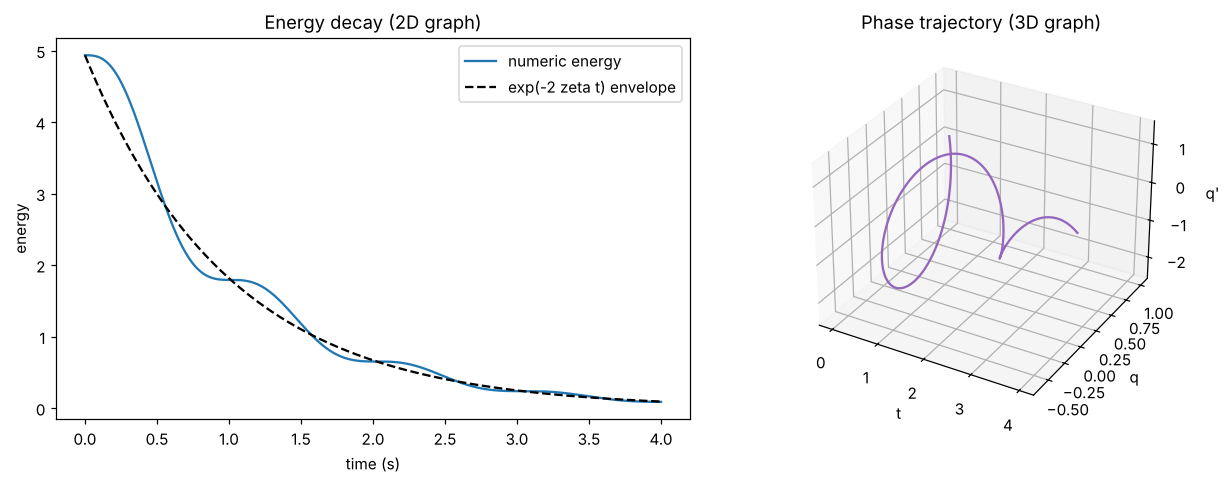 Energy decay (2D graph)
numeric energy
exp(-2 zeta t) envelope
energy
5
4
3
2
1
0
0.0 0.5 1.0 1.5 2.0 2.5 3.0 3.5 4.0
time (s)
Phase trajectory (3D graph)
1
0
−1
−2
q'
1.00
0.75
0.50
0.25
0.00
−0.25
−0.50
q
0
1
2
3
4
t